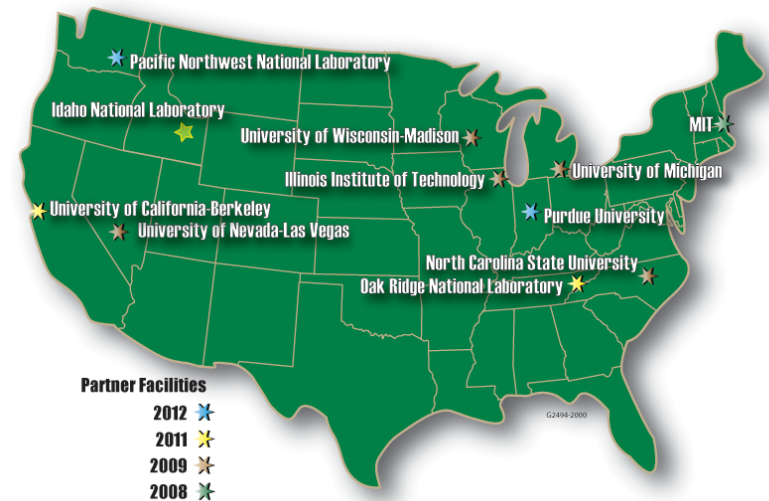 Pacific Northwest National Laboratory
Idaho National Laboratory
MIT
University of Wisconsin-Madison
University of Michigan
Illinois Institute of Technology
University of California-Berkeley
Purdue University
University of Nevada-Las Vegas
North Carolina State University
Oak Ridge National Laboratory
Partner Facilities
2012
G2494-2000
2011
2009
2008